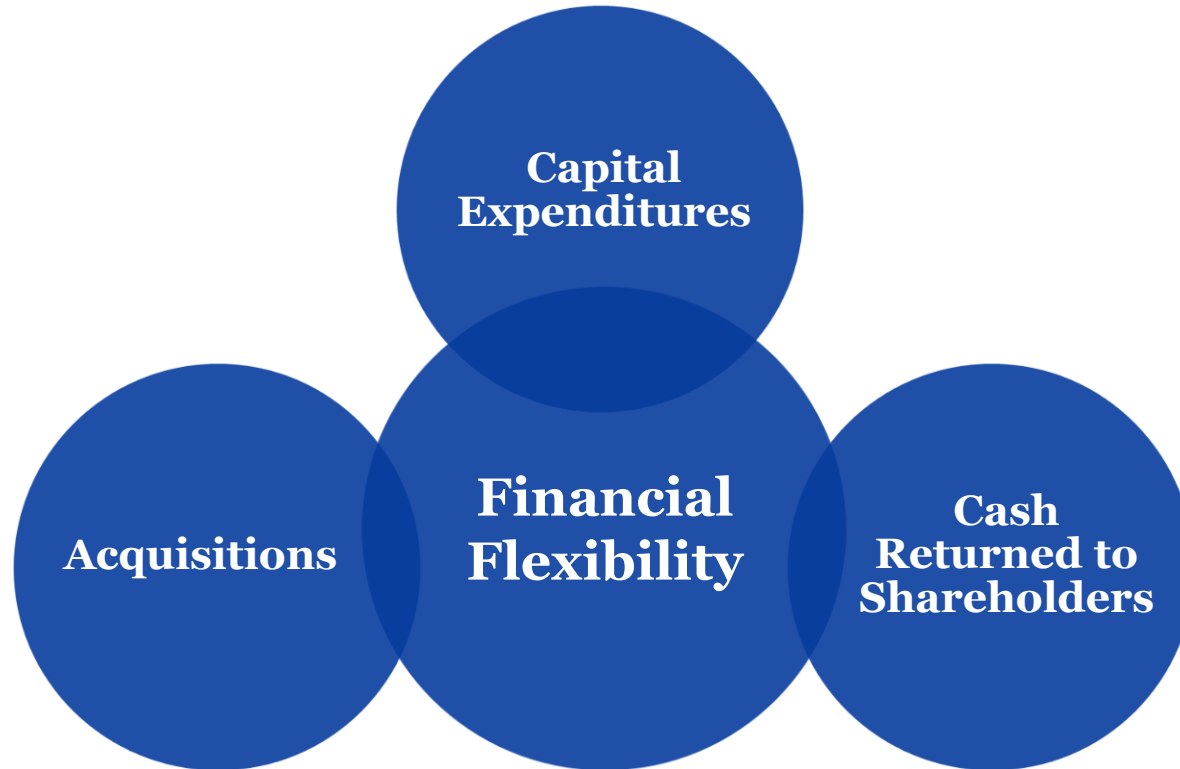 Capital
Expenditures
Acquisitions
Financial
Flexibility
Cash
Returned to
Shareholders